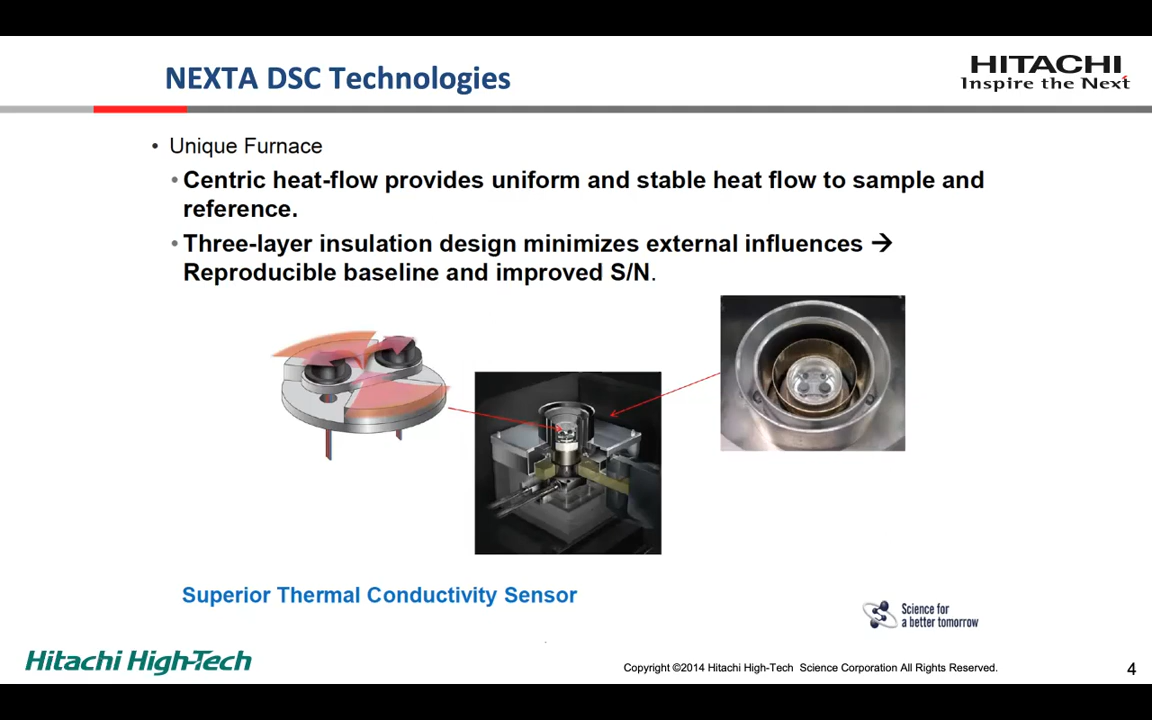 NEXTA DSC Technologies
HITACHI
Inspire the Next
• Unique Furnace
• Centric heat-flow provides uniform and stable heat flow to sample and
reference.
• Three-layer insulation design minimizes external influences →
Reproducible baseline and improved S/N.
Superior Thermal Conductivity Sensor
Science for
a better tomorrow
Hitachi High-Tech
Copyright ©2014 Hitachi High-Tech Science Corporation All Rights Reserved.
4